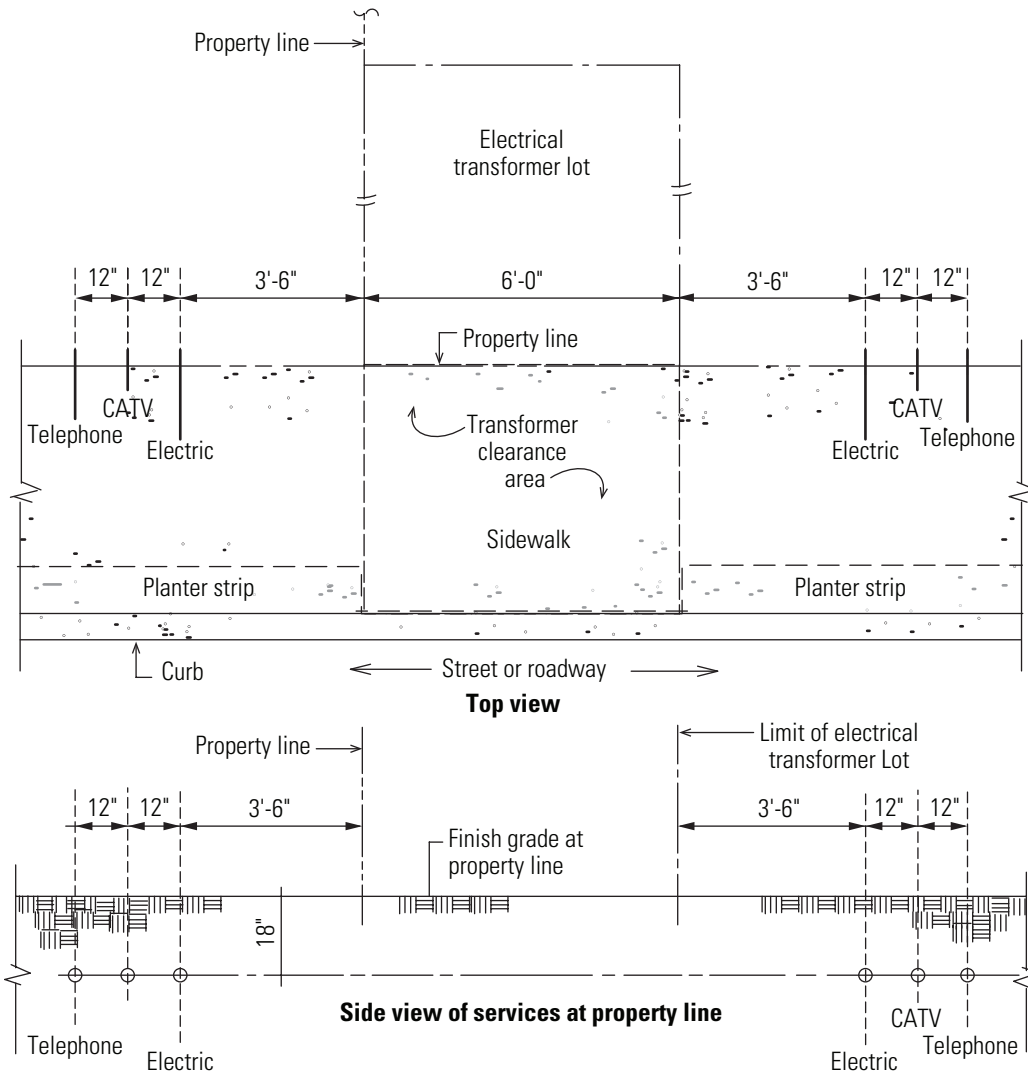 Property line
Electrical
transformer lot
12" 12" 3'-6" 6'-0" 3'-6" 12" 12"
Property line
CATV
Telephone
Electric
Transformer
clearance
area
CATV
Electric
Telephone
Sidewalk
Planter strip
Planter strip
Curb
Street or roadway
Top view
Property line
Limit of electrical
transformer Lot
12" 12" 3'-6" 3'-6" 12" 12"
Finish grade at
property line
18"
Side view of services at property line
Telephone
Electric
CATV
Electric
Telephone